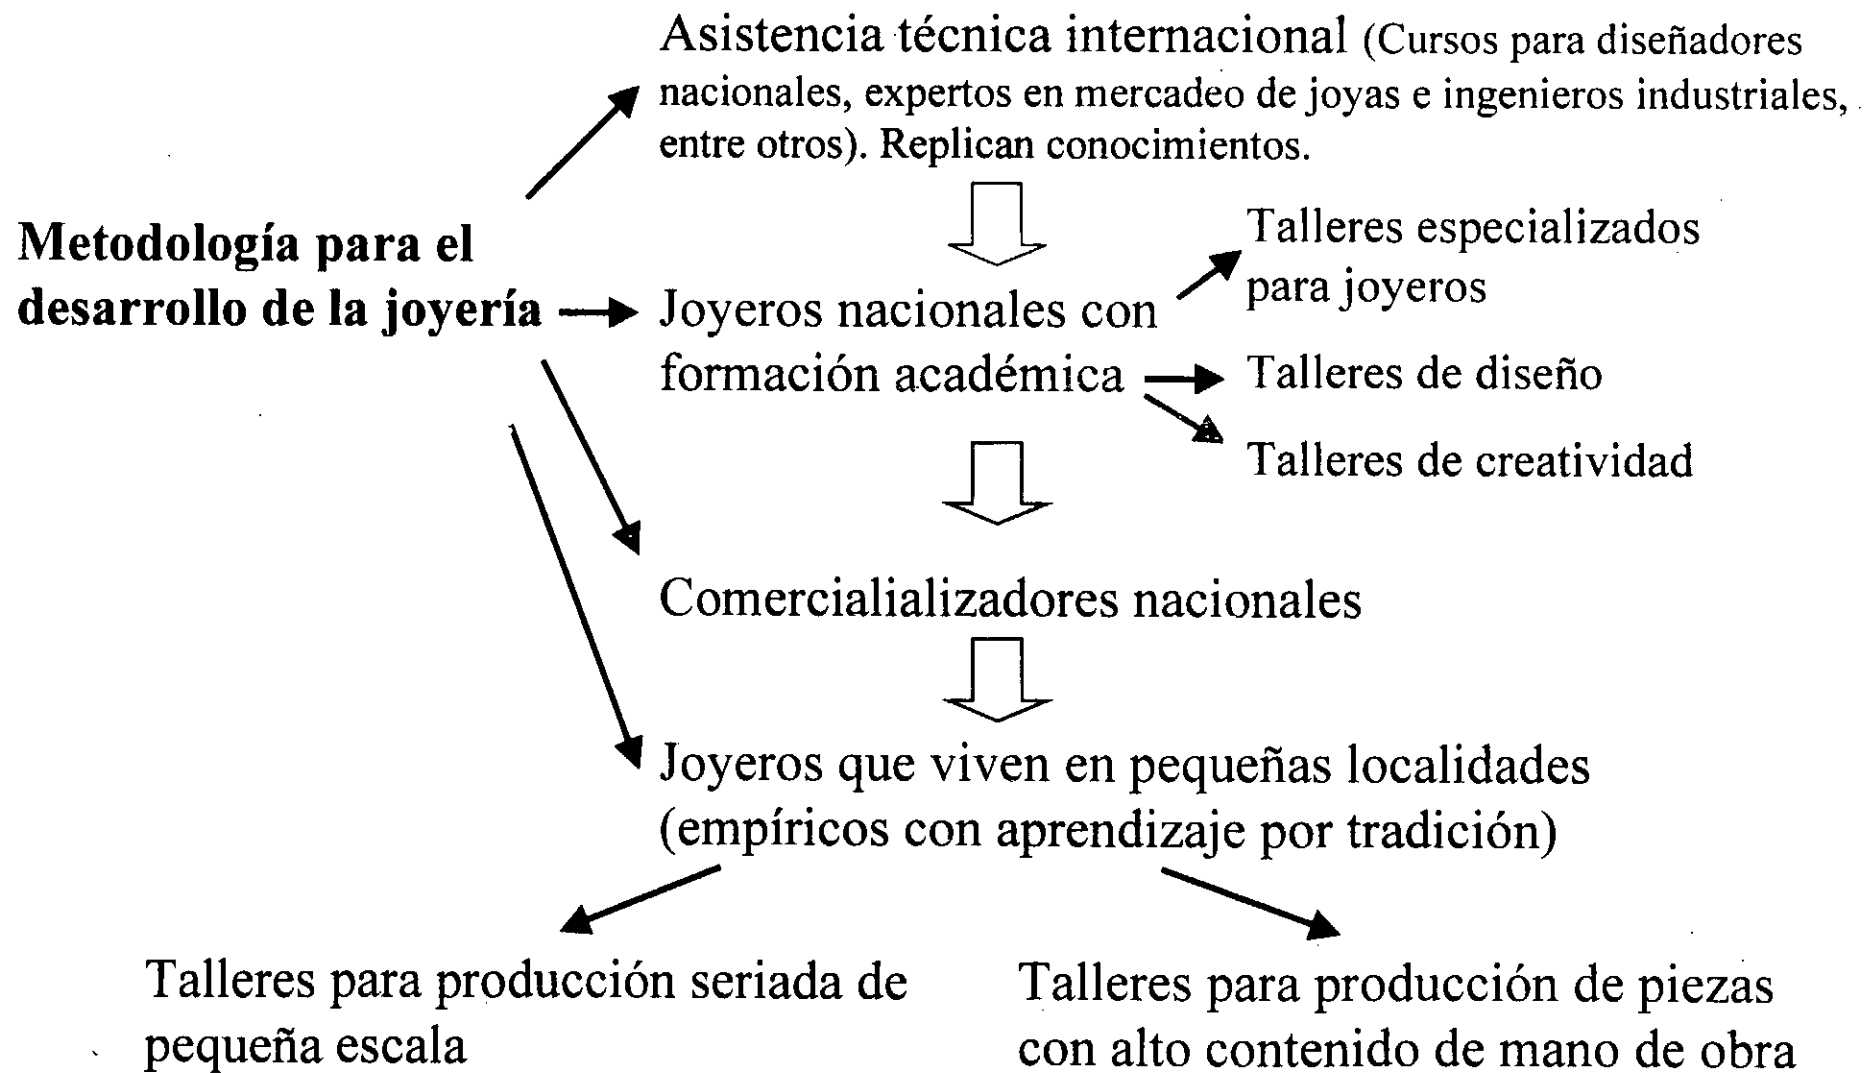 Asistencia técnica internacional (Cursos para diseñadores
nacionales, expertos en mercadeo de joyas e ingenieros industriales,
entre otros). Replican conocimientos.
Metodología para el
desarrollo de la joyería
Joyeros nacionales con
formación académica
Talleres especializados
para joyeros
Talleres de diseño
Talleres de creatividad
Comercialializadores nacionales
Joyeros que viven en pequeñas localidades
(empíricos con aprendizaje por tradición)
Talleres para producción seriada de
pequeña escala
Talleres para producción de piezas
con alto contenido de mano de obra